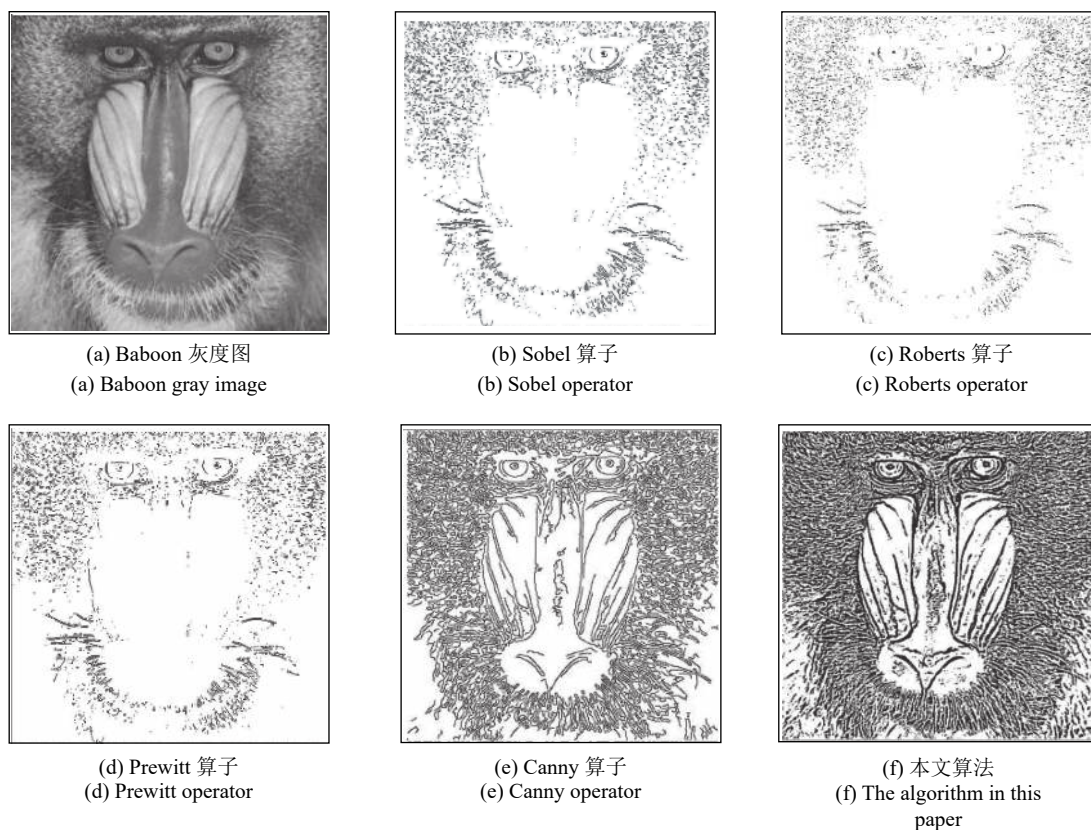 (a) Baboon 灰度图
(a) Baboon gray image
(b) Sobel 算子
(b) Sobel operator
(c) Roberts 算子
(c) Roberts operator
(d) Prewitt 算子
(d) Prewitt operator
(e) Canny 算子
(e) Canny operator
(f) 本文算法
(f) The algorithm in this
paper